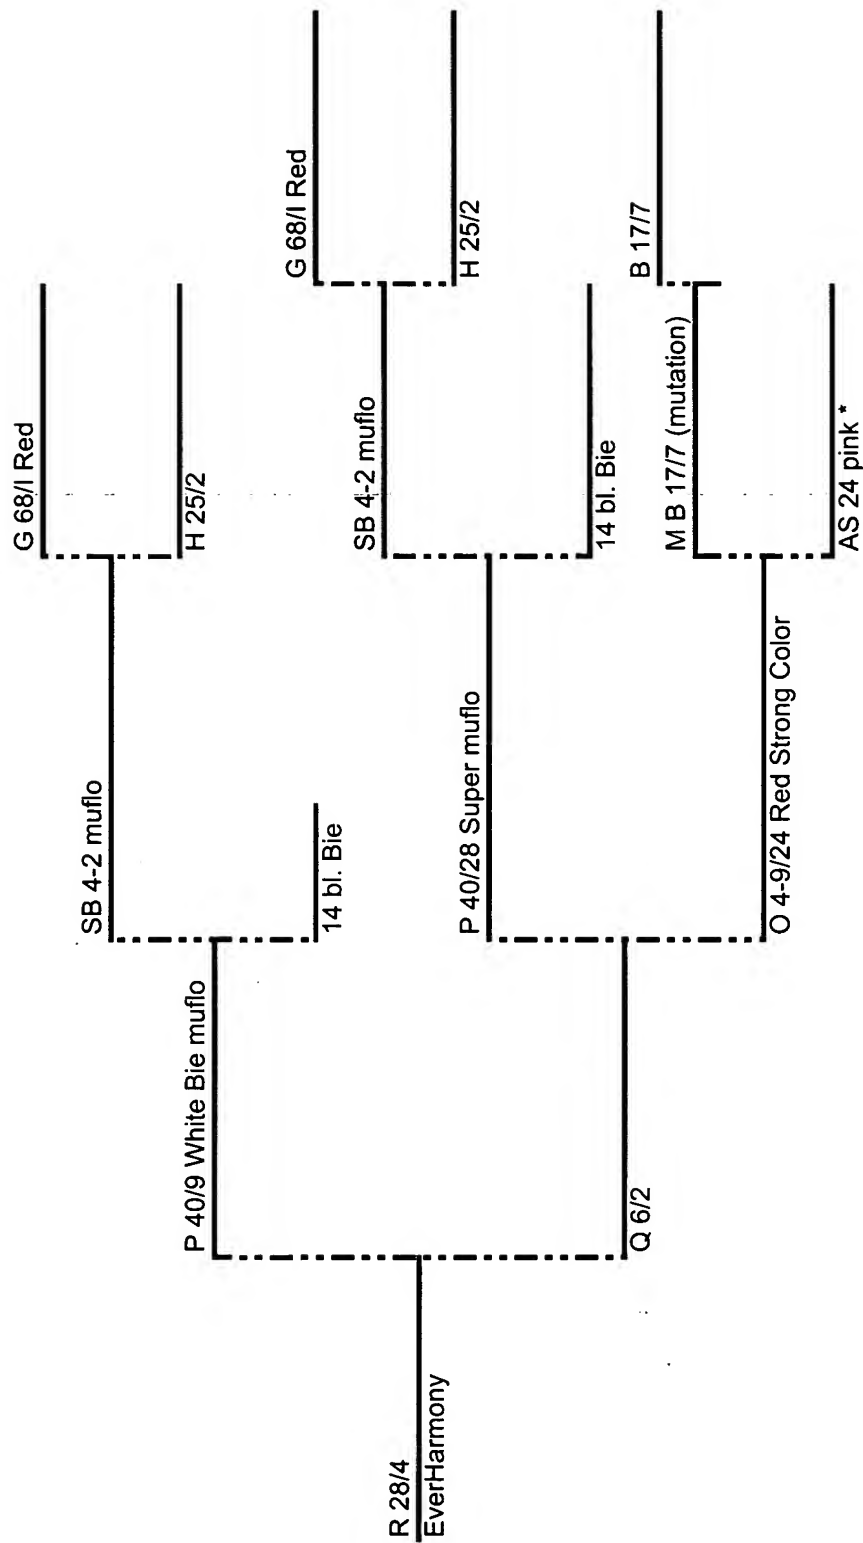 R 28/4
EverHarmony
P 40/9 White Bie muflo
Q 6/2
SB 4-2 muflo
14 bl. Bie
P 40/28 Super muflo
O 4-9/24 Red Strong Color
G 68/I Red
H 25/2
SB 4-2 muflo
14 bl. Bie
M B 17/7 (mutation)
AS 24 pink *
G 68/I Red
H 25/2
B 17/7